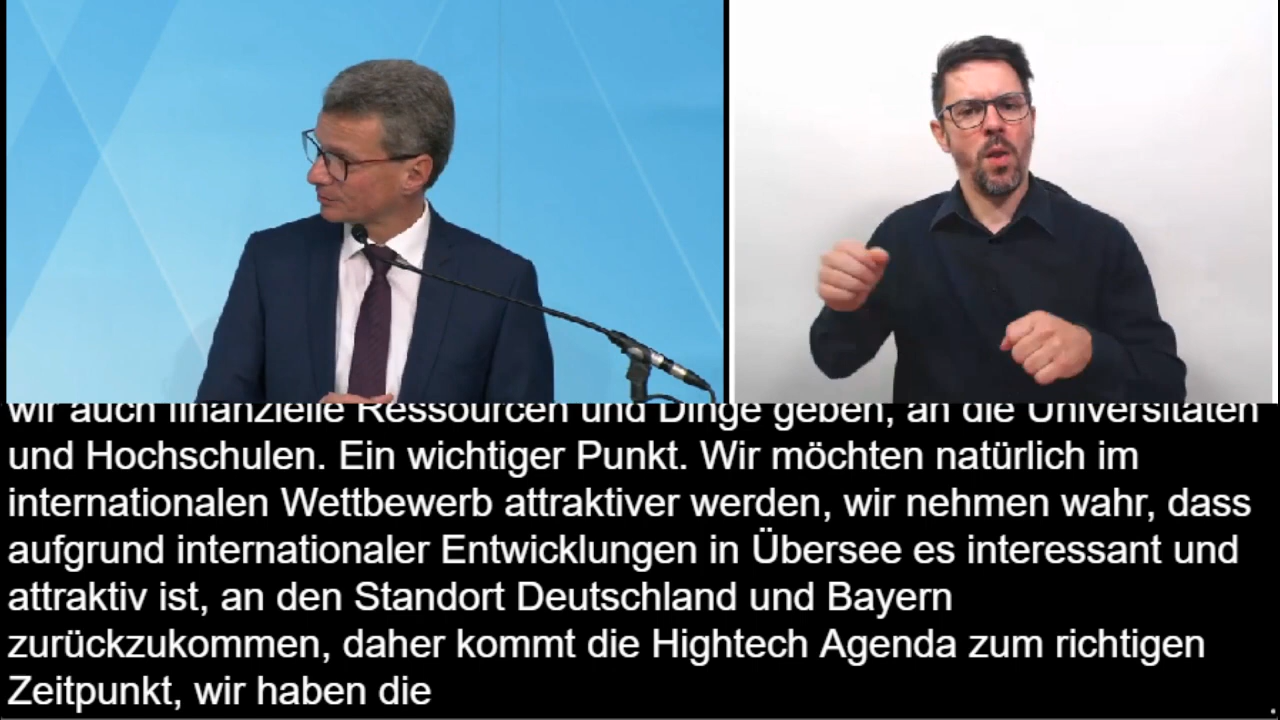 wir auch finanzielle Ressourcen und Dinge geben, an die Universitäten
und Hochschulen. Ein wichtiger Punkt. Wir möchten natürlich im
internationalen Wettbewerb attraktiver werden, wir nehmen wahr, dass
aufgrund internationaler Entwicklungen in Übersee es interessant und
attraktiv ist, an den Standort Deutschland und Bayern
zurückzukommen, daher kommt die Hightech Agenda zum richtigen
Zeitpunkt, wir haben die